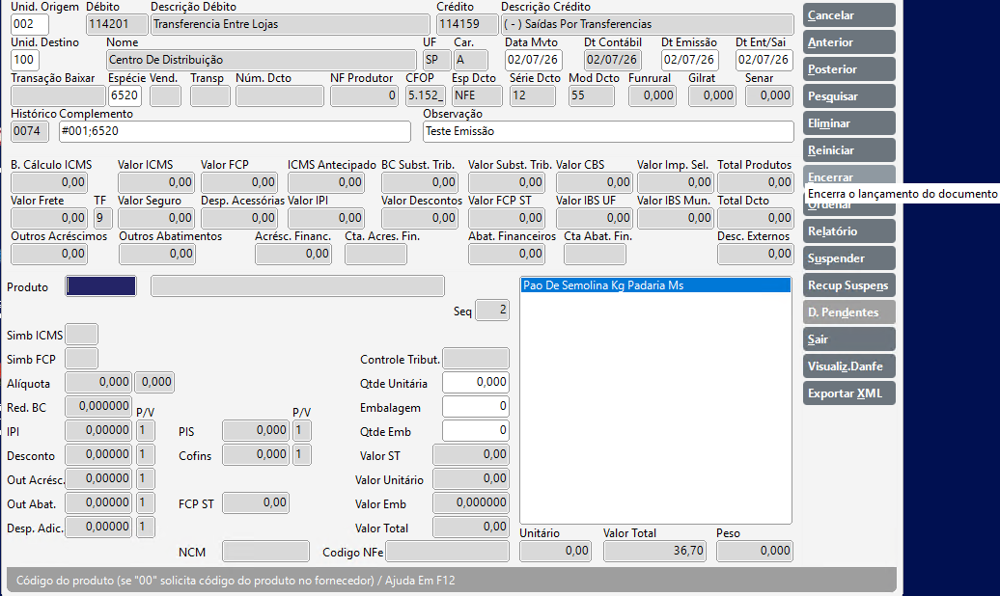 Unid. Origem Débito Descrição Débito Crédito Descrição Crédito
002 114201 Transferencia Entre Lojas 114159 ( - ) Saídas Por Transferencias
Unid. Destino Nome UF Car. Data Mvto Dt Contábil Dt Emissão Dt Ent/Sai
100 Centro De Distribuição SP A 02/07/26 02/07/26 02/07/26 02/07/26
Transação Baixar Espécie Vend. Transp Núm. Dcto NF Produtor CFOP Esp Dcto Série Dcto Mod Dcto Funrural Gilrat Senar
6520 0 5.152_ NFE 12 55 0,000 0,000 0,000
Histórico Complemento Observação
0074 #001;6520 Teste Emissão
B. Cálculo ICMS Valor ICMS Valor FCP ICMS Antecipado BC Subst. Trib. Valor Subst. Trib. Valor CBS Valor Imp. Sel. Total Produtos
0,00 0,00 0,00 0,00 0,00 0,00 0,00 0,00 0,00
Valor Frete TF Valor Seguro Desp. Acessórias Valor IPI Valor Descontos Valor FCP ST Valor IBS UF Valor IBS Mun. Total Dcto
0,00 9 0,00 0,00 0,00 0,00 0,00 0,00 0,00 0,00
Outros Acréscimos Outros Abatimentos Acrésc. Financ. Cta. Acres. Fin. Abat. Financeiros Cta Abat. Fin. Desc. Externos
0,00 0,00 0,00 0,00 0,00
Produto
Seq 2
Simb ICMS
Simb FCP Controle Tribut.
Alíquota 0,000 0,000 Qtde Unitária 0,000
Red. BC 0,000000 P/V P/V Embalagem 0
IPI 0,00000 1 PIS 0,000 1 Qtde Emb 0
Desconto 0,00000 1 Cofins 0,000 1 Valor ST 0,00
Out Acrésc. 0,00000 1 Valor Unitário 0,00
Out Abat. 0,00000 1 FCP ST 0,00 Valor Emb 0,000000
Desp. Adic. 0,00000 1 Valor Total 0,00
NCM Codigo NFe
Pao De Semolina Kg Padaria Ms
Unitário Valor Total Peso
0,00 36,70 0,000
Código do produto (se "00" solicita código do produto no fornecedor) / Ajuda Em F12
Cancelar
Anterior
Posterior
Pesquisar
Eliminar
Reiniciar
Encerrar
Encerra o lançamento do documento
Ordenar
Relatório
Suspender
Recup Suspens
D. Pendentes
Sair
Visualiz.Danfe
Exportar XML